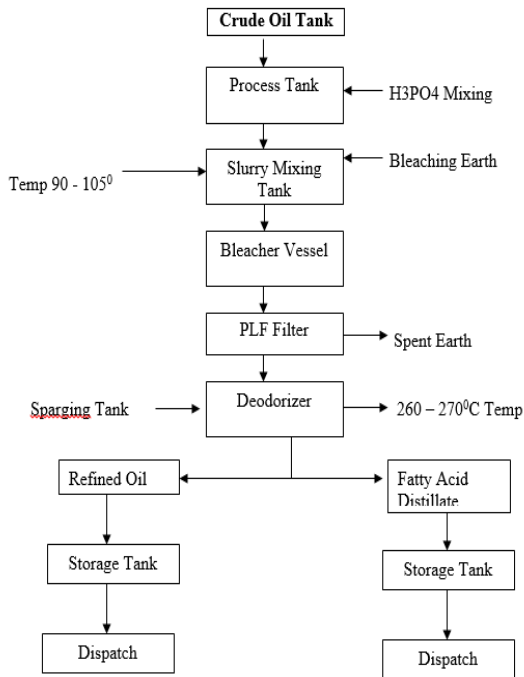 Crude Oil Tank
Process Tank
H3PO4 Mixing
Bleaching Earth
Temp 90 - 105⁰
Slurry Mixing
Tank
Bleacher Vessel
PLF Filter
Spent Earth
Sparging Tank
Deodorizer
260 – 270⁰C Temp
Refined Oil
Fatty Acid
Distillate
Storage Tank
Storage Tank
Dispatch
Dispatch